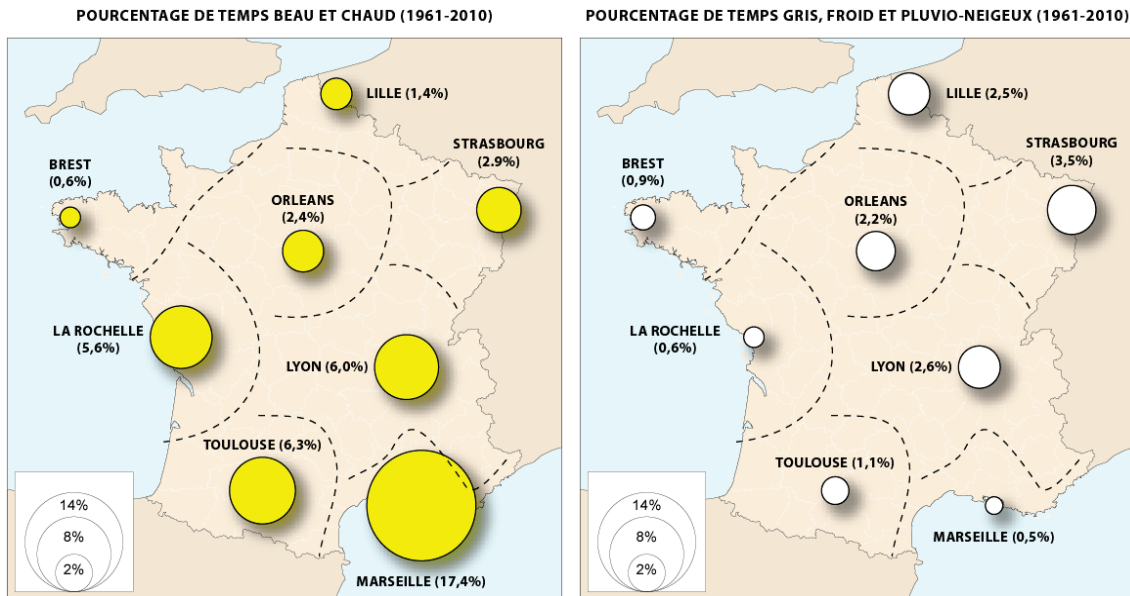 POURCENTAGE DE TEMPS BEAU ET CHAUD (1961-2010)
LILLE (1,4%)
STRASBOURG
(2.9%)
BREST
(0,6%)
ORLEANS
(2,4%)
LA ROCHELLE
(5,6%)
LYON (6,0%)
TOULOUSE (6,3%)
MARSEILLE (17,4%)
14%
8%
2%
POURCENTAGE DE TEMPS GRIS, FROID ET PLUVIO-NEIGEUX (1961-2010)
LILLE (2,5%)
STRASBOURG
(3,5%)
BREST
(0,9%)
ORLEANS
(2,2%)
LA ROCHELLE
(0,6%)
LYON (2,6%)
TOULOUSE (1,1%)
MARSEILLE (0,5%)
14%
8%
2%